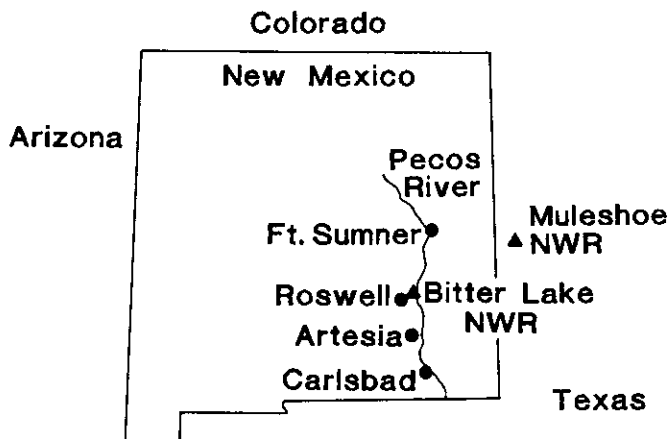 Colorado
New Mexico
Arizona
Pecos
River
Muleshoe
NWR
Ft. Sumner
Roswell
Bitter Lake
NWR
Artesia
Carlsbad
Texas